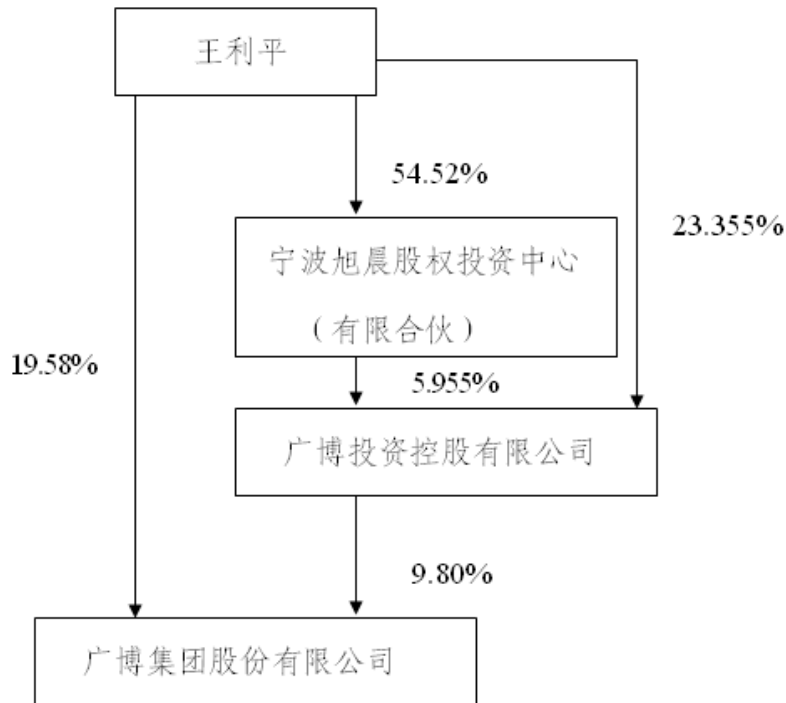 王利平
54.52%
23.355%
宁波旭晨股权投资中心
（有限合伙）
19.58%
5.955%
广博投资控股有限公司
9.80%
广博集团股份有限公司